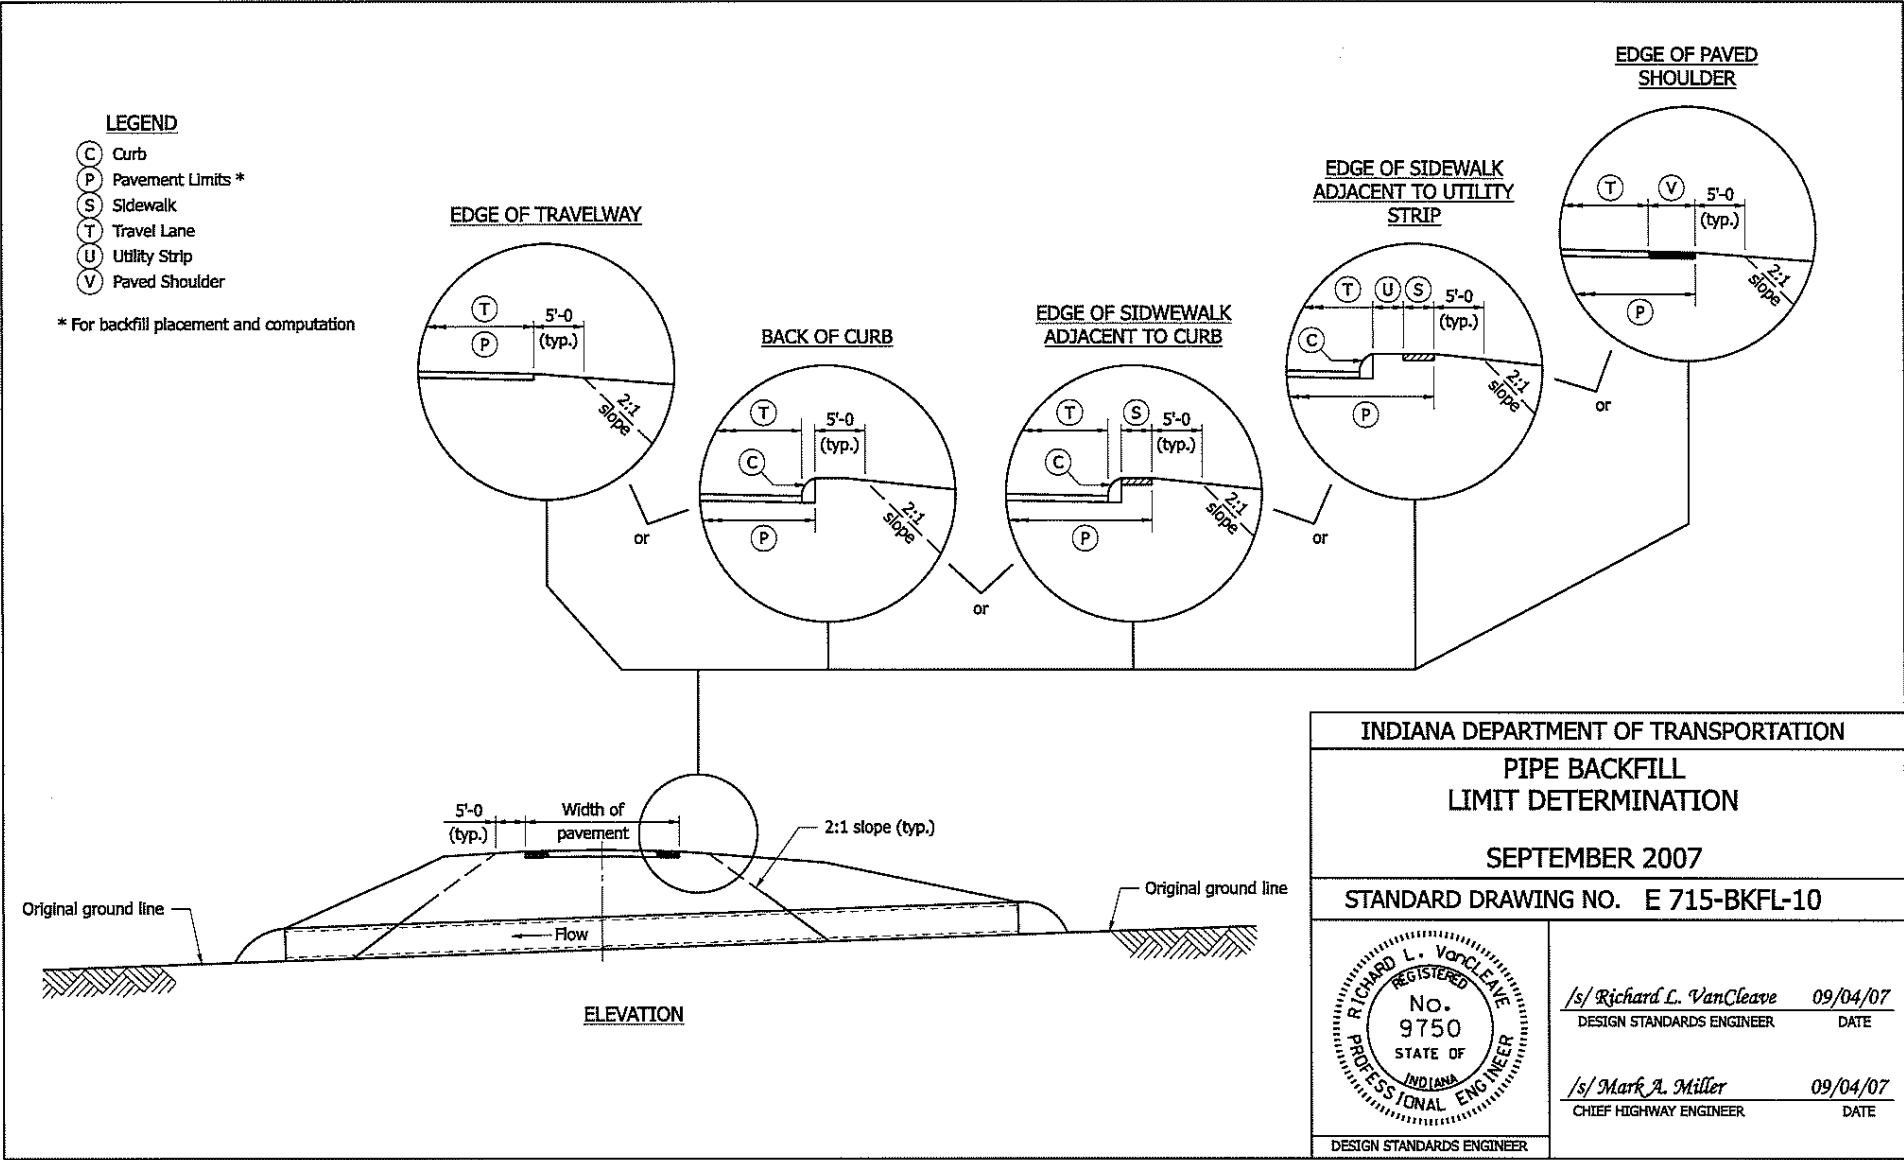 LEGEND
C Curb
P Pavement Limits *
S Sidewalk
T Travel Lane
U Utility Strip
V Paved Shoulder
* For backfill placement and computation
EDGE OF TRAVELWAY
T
P
5'-0
(typ.)
2:1
slope
or
BACK OF CURB
T
5'-0
(typ.)
C
2:1
slope
P
or
EDGE OF SIDWEWALK
ADJACENT TO CURB
T
S
5'-0
(typ.)
C
2:1
slope
P
or
EDGE OF SIDEWALK
ADJACENT TO UTILITY
STRIP
T
U
S
5'-0
(typ.)
C
2:1
slope
P
or
EDGE OF PAVED
SHOULDER
T
V
5'-0
(typ.)
2:1
slope
P
5'-0
(typ.)
Width of
pavement
2:1 slope (typ.)
Original ground line
Original ground line
Flow
ELEVATION
INDIANA DEPARTMENT OF TRANSPORTATION
PIPE BACKFILL
LIMIT DETERMINATION
SEPTEMBER 2007
STANDARD DRAWING NO. E 715-BKFL-10
RICHARD L. VanCLEAVE
REGISTERED
No.
9750
STATE OF
INDIANA
PROFESSIONAL ENGINEER
DESIGN STANDARDS ENGINEER
/s/ Richard L. VanCleave 09/04/07
DESIGN STANDARDS ENGINEER DATE
/s/ Mark A. Miller 09/04/07
CHIEF HIGHWAY ENGINEER DATE